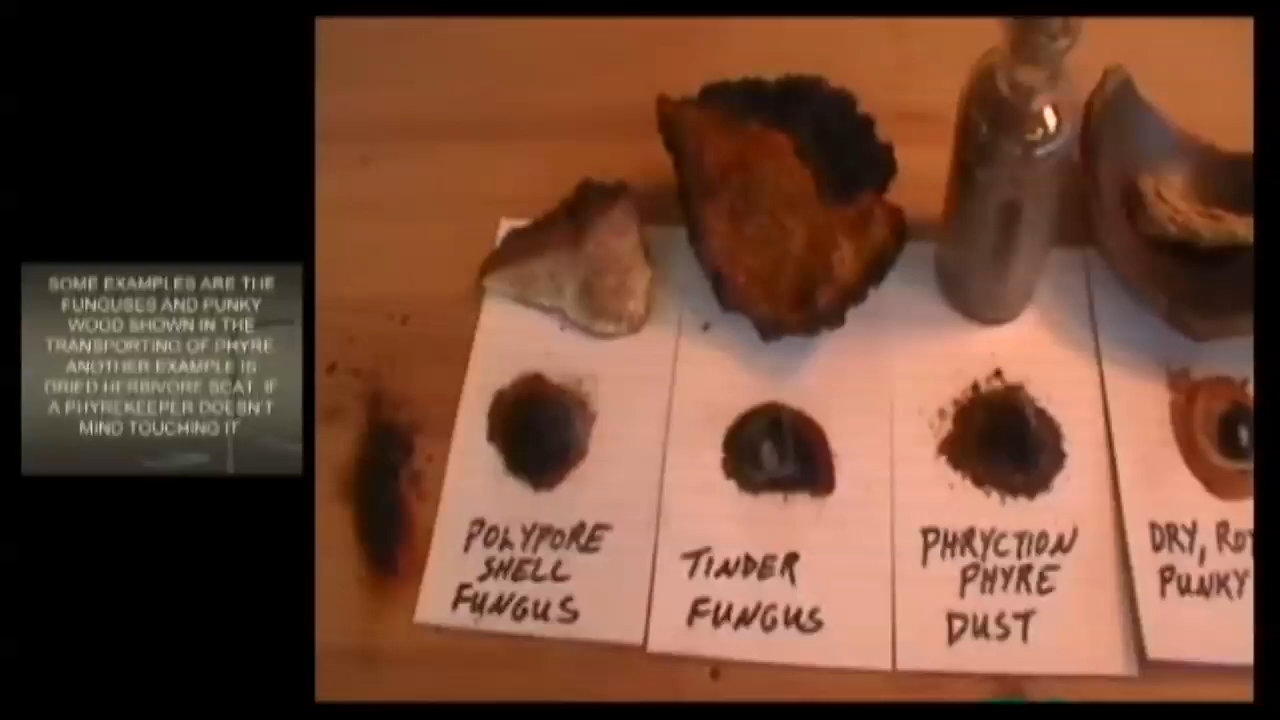 SOME EXAMPLES ARE THE
FUNGUSES AND PUNKY
WOOD SHOWN IN THE
TRANSPORTING OF PHYRE
ANOTHER EXAMPLE IS
DRIED HERBIVORE SCAT, IF
A PHYREKEEPER DOESN'T
MIND TOUCHING IT
POLYPORE
SHELL
FUNGUS
TINDER
FUNGUS
PHRYCTION
PHYRE
DUST
DRY, ROT
PUNKY